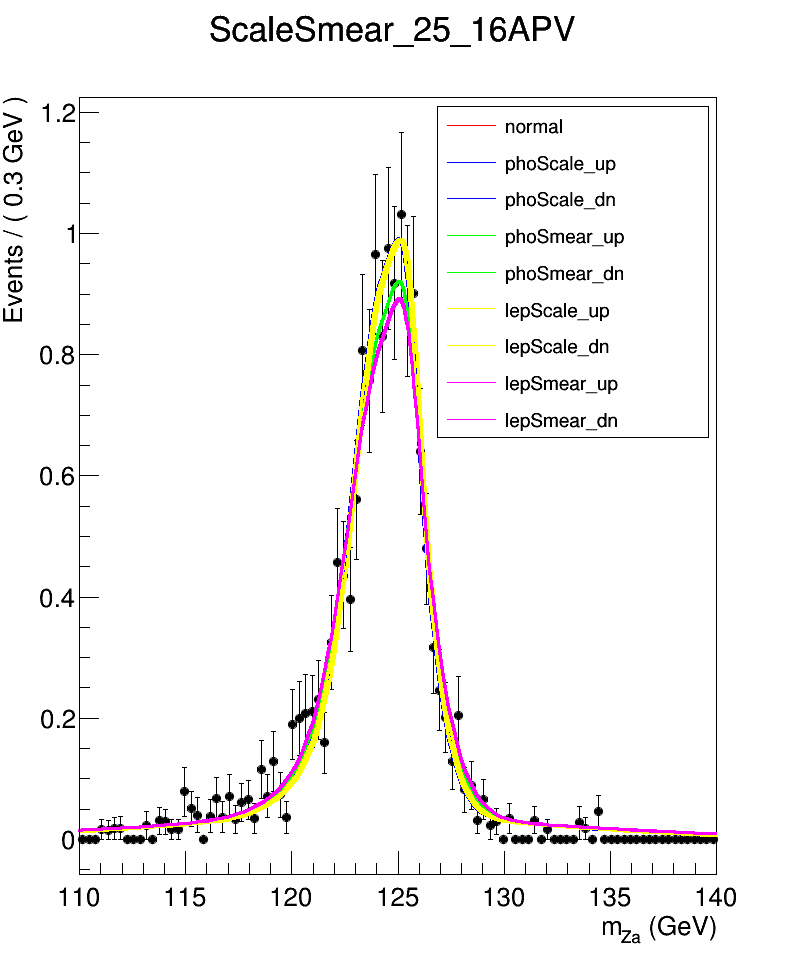 ScaleSmear_25_16APV
Events / ( 0.3 GeV )
1.2
1
0.8
0.6
0.4
0.2
0
normal
phoScale_up
phoScale_dn
phoSmear_up
phoSmear_dn
lepScale_up
lepScale_dn
lepSmear_up
lepSmear_dn
110 115 120 125 130 135 140
m_Za (GeV)